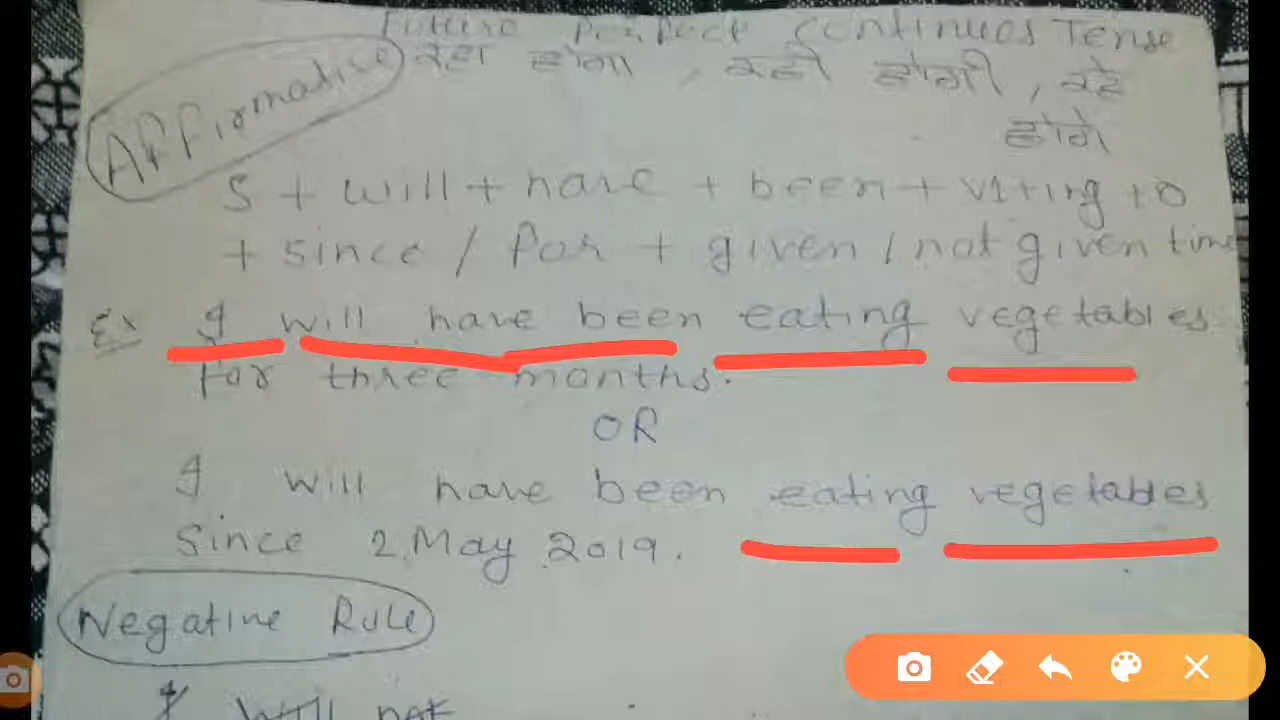 Future Perfect Continues Tense
Affirmative रहा होगा, रही होगी, रहे
होगे
S + will + have + been + v1+ing + o
+ since / for + given / not given time
Ex I will have been eating vegetables
for three months.
OR
I will have been eating vegetables
Since 2 May 2019.
Negative Rule
will not